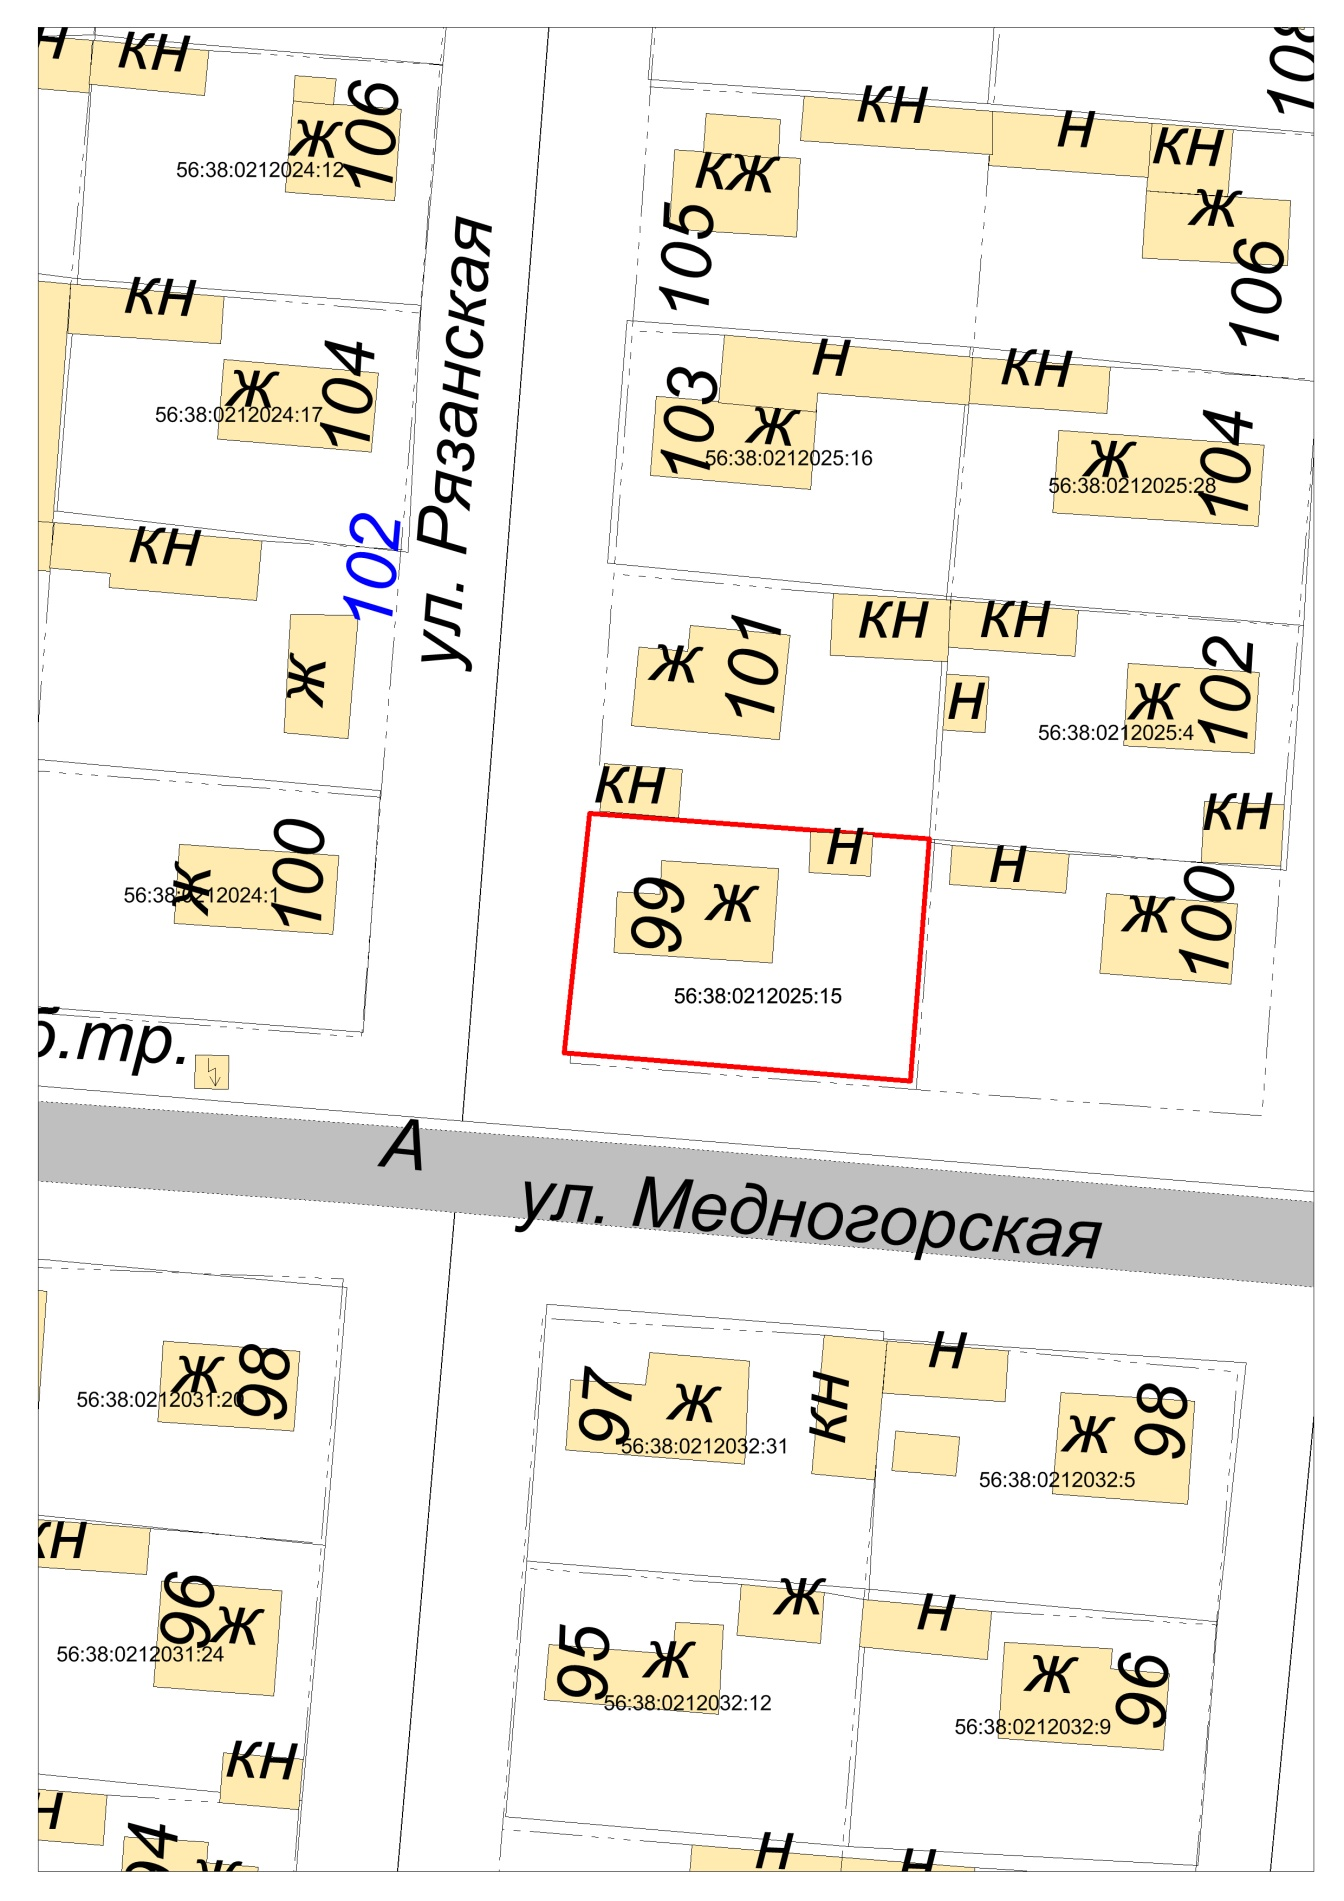 Н
КН
108
106
Ж
56:38:0212024:12
КН
Н
КН
КЖ
Ж
105
106
ул. Рязанская
КН
104
Ж
56:38:0212024:17
Н
КН
103
Ж
56:38:0212025:16
104
Ж
56:38:0212025:28
102
КН
Ж
101
Ж
КН
КН
Н
102
Ж
56:38:0212025:4
КН
КН
100
Ж
56:38:0212024:1
Н
99
Ж
56:38:0212025:15
Н
Ж
100
б.тр.
А
ул. Медногорская
98
Ж
56:38:0212031:20
97
Ж
56:38:0212032:31
КН
Н
98
Ж
56:38:0212032:5
КН
96
Ж
56:38:0212031:24
95
Ж
56:38:0212032:12
Ж
Н
Ж
96
56:38:0212032:9
КН
Н
94
Ж
Н
Н